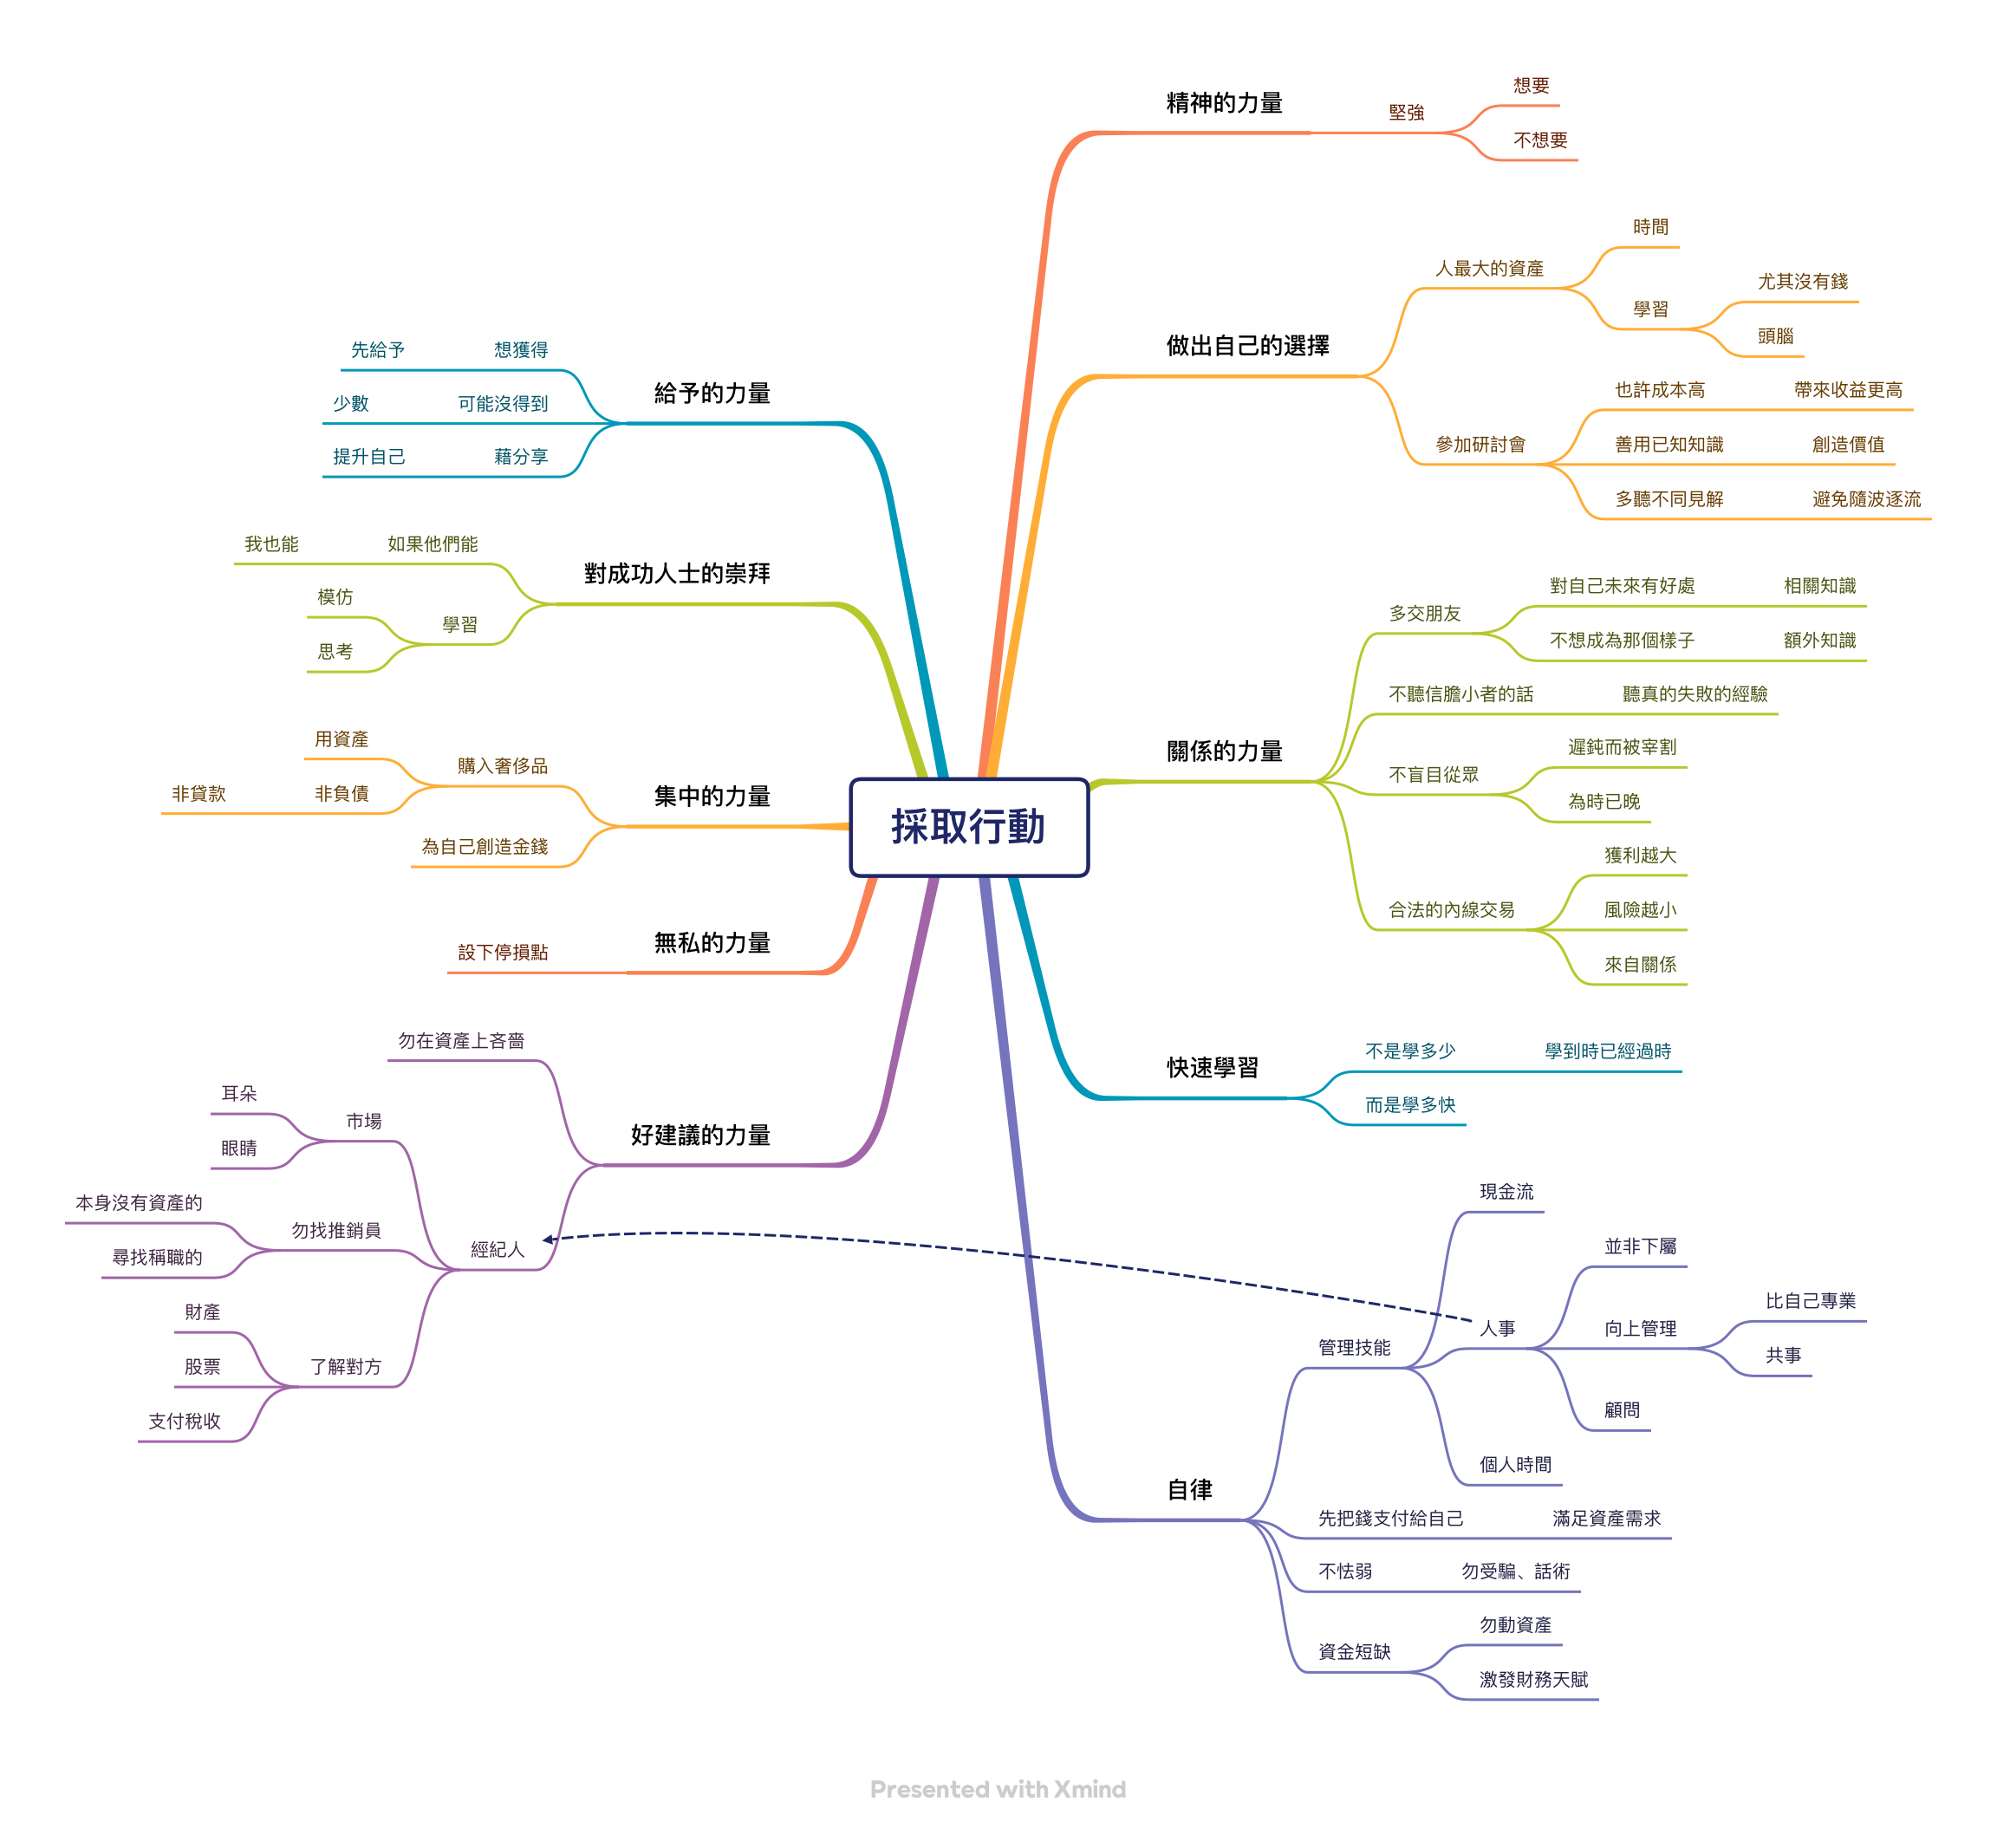 採取行動
精神的力量
堅強
想要
不想要
做出自己的選擇
人最大的資產
時間
學習
尤其沒有錢
頭腦
參加研討會
也許成本高
帶來收益更高
善用已知知識
創造價值
多聽不同見解
避免隨波逐流
關係的力量
多交朋友
對自己未來有好處
相關知識
不想成為那個樣子
額外知識
不聽信膽小者的話
聽真的失敗的經驗
不盲目從眾
遲鈍而被宰割
為時已晚
合法的內線交易
獲利越大
風險越小
來自關係
快速學習
不是學多少
學到時已經過時
而是學多快
自律
管理技能
現金流
人事
並非下屬
向上管理
比自己專業
共事
顧問
個人時間
先把錢支付給自己
滿足資產需求
不怯弱
勿受騙、話術
資金短缺
勿動資產
激發財務天賦
給予的力量
想獲得
先給予
可能沒得到
少數
藉分享
提升自己
對成功人士的崇拜
如果他們能
我也能
學習
模仿
思考
集中的力量
購入奢侈品
用資產
非負債
非貸款
為自己創造金錢
無私的力量
設下停損點
好建議的力量
勿在資產上吝嗇
經紀人
市場
耳朵
眼睛
勿找推銷員
本身沒有資產的
尋找稱職的
了解對方
財產
股票
支付稅收
Presented with Xmind